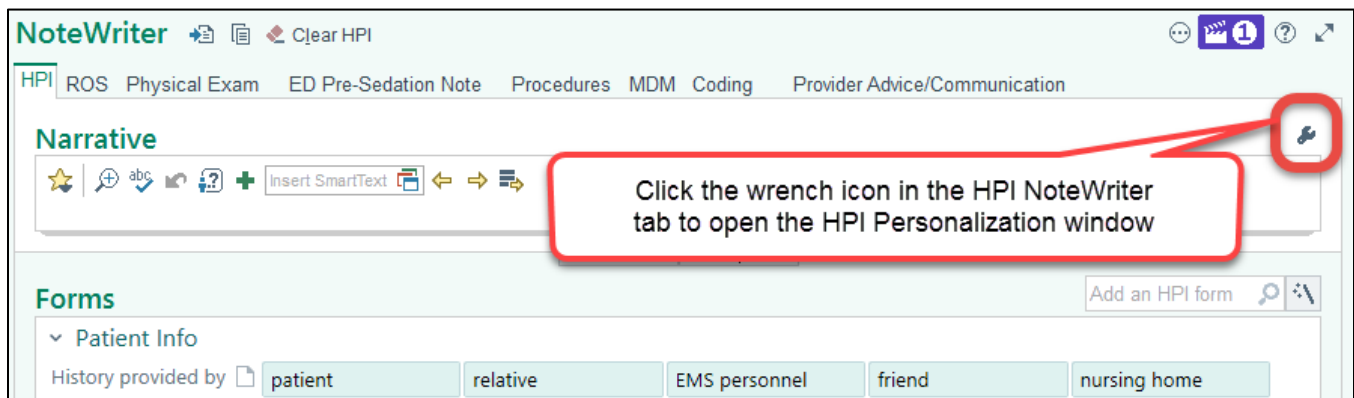 NoteWriter Clear HPI 1
HPI ROS Physical Exam ED Pre-Sedation Note Procedures MDM Coding Provider Advice/Communication
Narrative
abc Insert SmartText
Click the wrench icon in the HPI NoteWriter
tab to open the HPI Personalization window
Forms Add an HPI form
Patient Info
History provided by patient relative EMS personnel friend nursing home